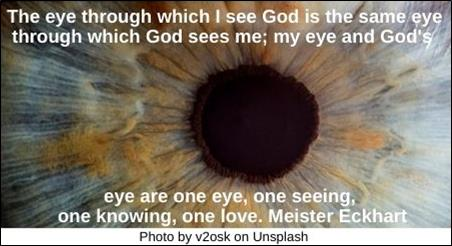 The eye through which I see God is the same eye
through which God sees me; my eye and God's
eye are one eye, one seeing,
one knowing, one love. Meister Eckhart
Photo by v2osk on Unsplash